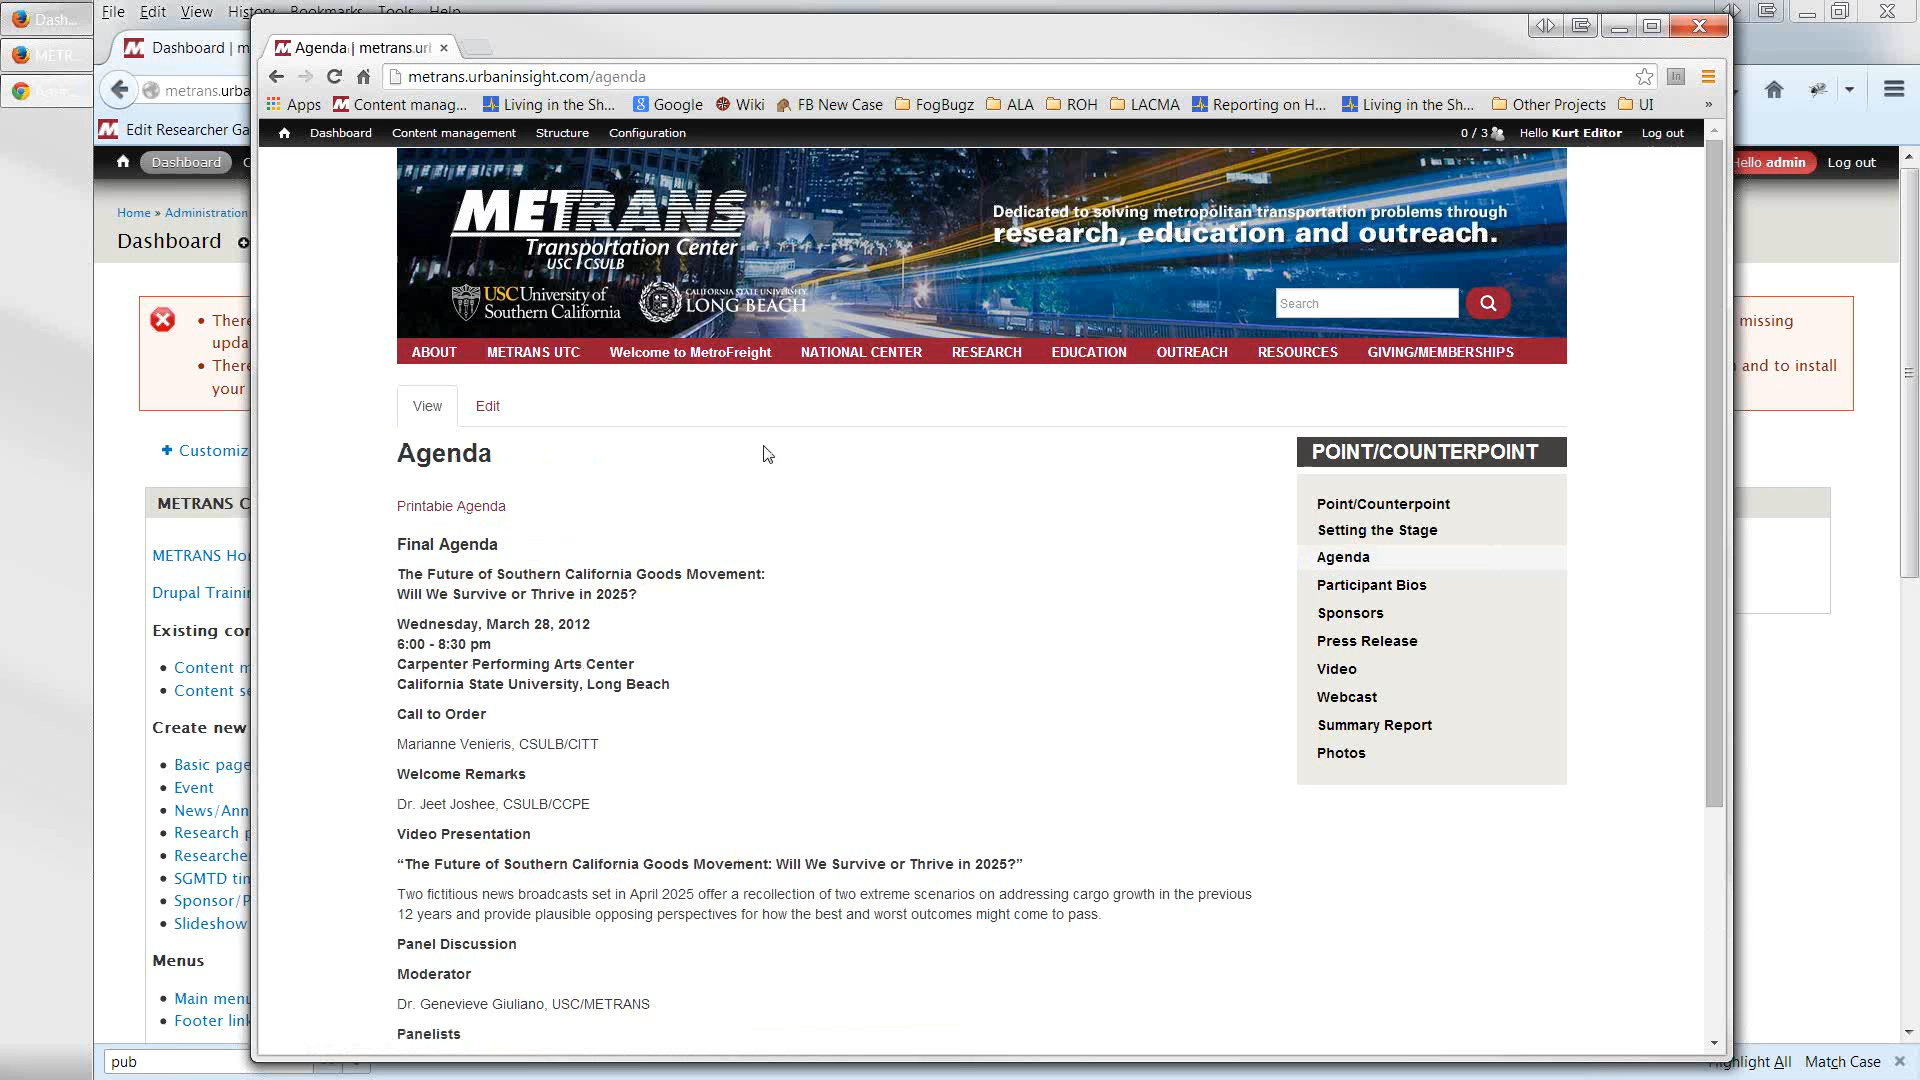 Dash...
METR...
File Edit View History Bookmarks Tools Help
Dashboard | m
Agenda | metrans.url
metrans.urba
metrans.urbaninsight.com/agenda
Apps Content manag... Living in the Sh... Google Wiki FB New Case FogBugz ALA ROH LACMA Reporting on H... Living in the Sh... Other Projects UI »
Edit Researcher Ga
Dashboard Content management Structure Configuration 0 / 3 Hello Kurt Editor Log out
Dashboard C
Hello admin Log out
METRANS
Transportation Center
USC | CSULB
Dedicated to solving metropolitan transportation problems through
research, education and outreach.
USC University of
Southern California
CALIFORNIA STATE UNIVERSITY
LONG BEACH
Search
Home » Administration
Dashboard
ABOUT METRANS UTC Welcome to MetroFreight NATIONAL CENTER RESEARCH EDUCATION OUTREACH RESOURCES GIVING/MEMBERSHIPS
There
upda
There
your
missing
and to install
View Edit
Customiz
Agenda
Printable Agenda
Final Agenda
The Future of Southern California Goods Movement:
Will We Survive or Thrive in 2025?
Wednesday, March 28, 2012
6:00 - 8:30 pm
Carpenter Performing Arts Center
California State University, Long Beach
Call to Order
Marianne Venieris, CSULB/CITT
Welcome Remarks
Dr. Jeet Joshee, CSULB/CCPE
Video Presentation
“The Future of Southern California Goods Movement: Will We Survive or Thrive in 2025?”
Two fictitious news broadcasts set in April 2025 offer a recollection of two extreme scenarios on addressing cargo growth in the previous
12 years and provide plausible opposing perspectives for how the best and worst outcomes might come to pass.
Panel Discussion
Moderator
Dr. Genevieve Giuliano, USC/METRANS
Panelists
POINT/COUNTERPOINT
Point/Counterpoint
Setting the Stage
Agenda
Participant Bios
Sponsors
Press Release
Video
Webcast
Summary Report
Photos
METRANS C
METRANS Ho
Drupal Traini
Existing con
Content m
Content se
Create new
Basic page
Event
News/Ann
Research p
Researche
SGMTD tim
Sponsor/P
Slideshow
Menus
Main menu
Footer link
pub
Highlight All Match Case